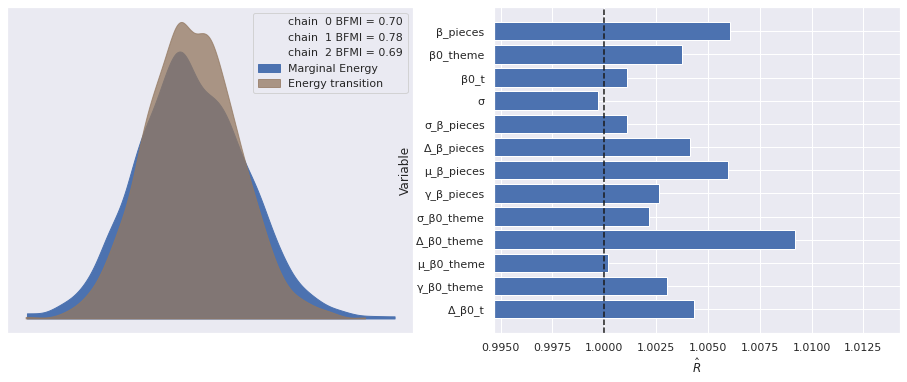 chain  0 BFMI = 0.70
chain  1 BFMI = 0.78
chain  2 BFMI = 0.69
Marginal Energy
Energy transition
Variable
β_pieces
β0_theme
β0_t
σ
σ_β_pieces
Δ_β_pieces
μ_β_pieces
γ_β_pieces
σ_β0_theme
Δ_β0_theme
μ_β0_theme
γ_β0_theme
Δ_β0_t
0.9950 0.9975 1.0000 1.0025 1.0050 1.0075 1.0100 1.0125
R̂